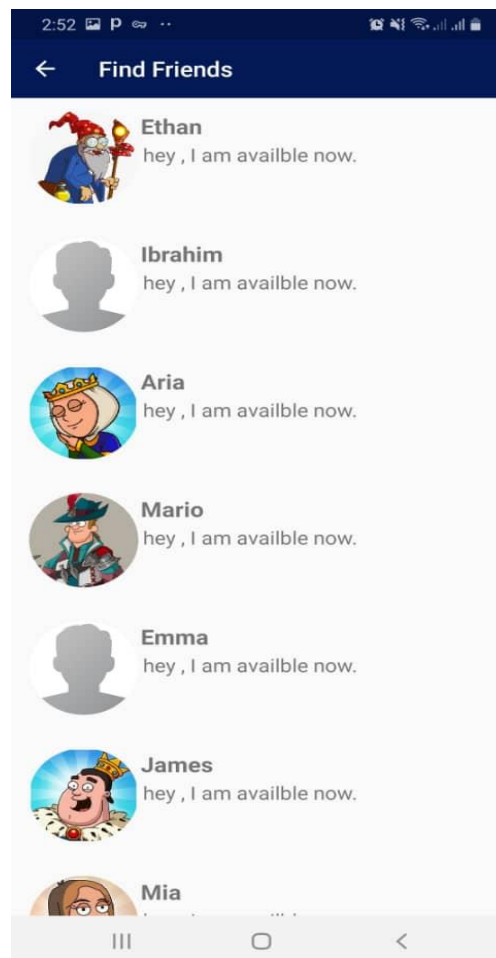 2:52
Find Friends
Ethan
hey , I am availble now.
Ibrahim
hey , I am availble now.
Aria
hey , I am availble now.
Mario
hey , I am availble now.
Emma
hey , I am availble now.
James
hey , I am availble now.
Mia